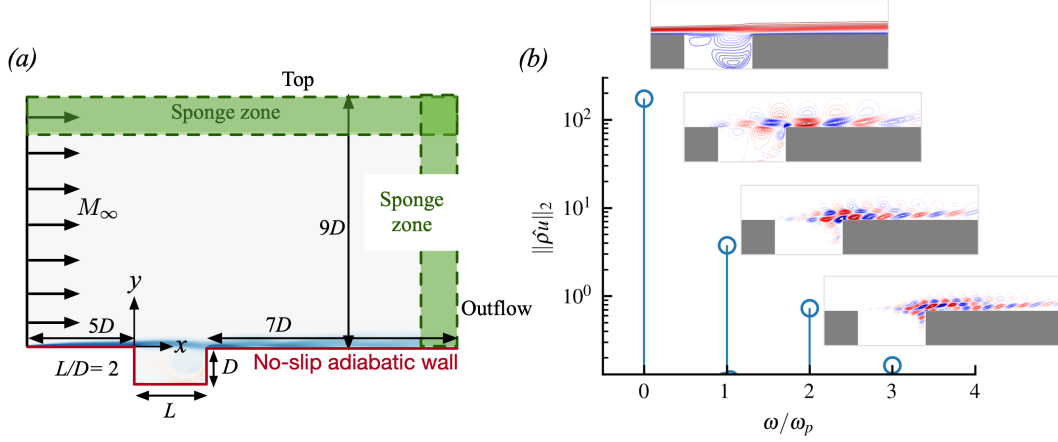 (a)
Top
Sponge zone
M∞
Sponge
zone
9D
y
Outflow
5D
x
7D
L/D= 2
D
No-slip adiabatic wall
L
(b)
10²
10¹
10⁰
||ρ̂u||₂
0
1
2
3
4
ω/ωₚ